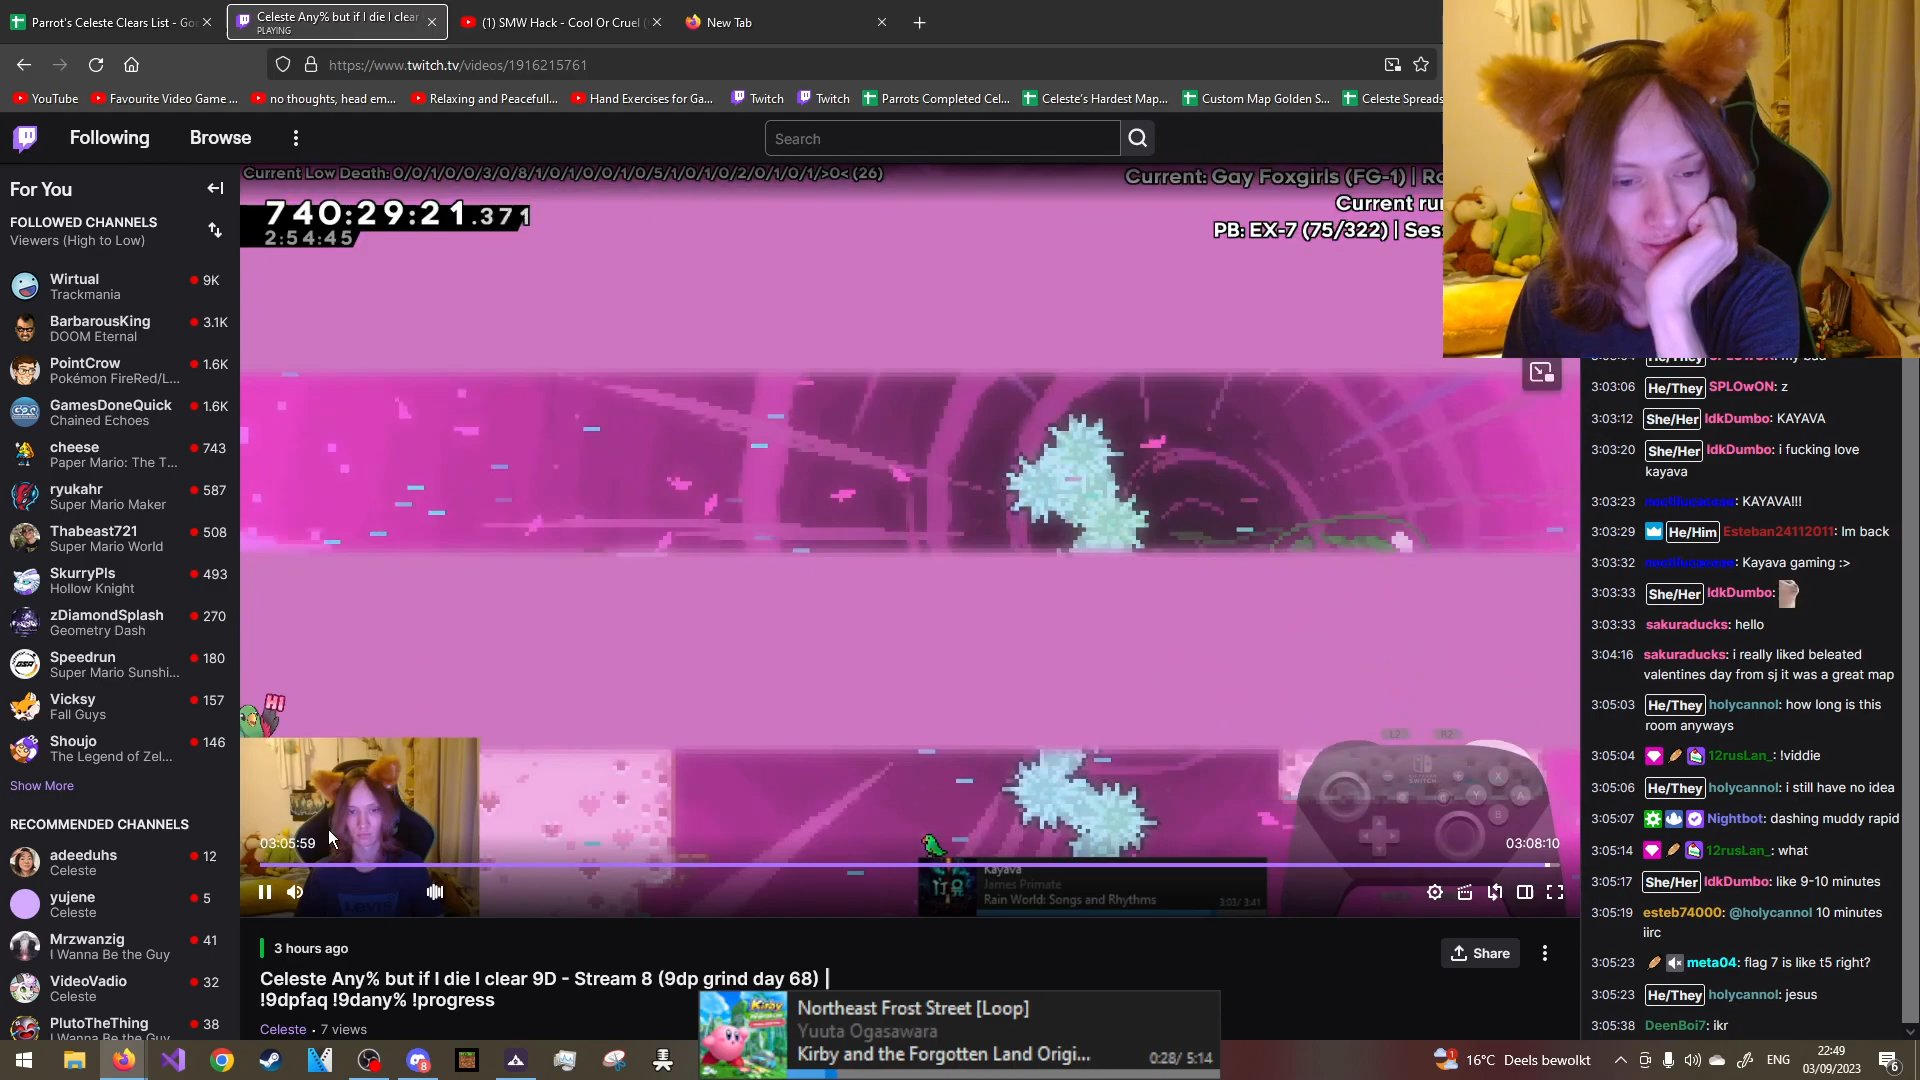 Parrot's Celeste Clears List - Goo
Celeste Any% but if I die I clear
PLAYING
(1) SMW Hack - Cool Or Cruel (
New Tab
https://www.twitch.tv/videos/1916215761
YouTube
Favourite Video Game ...
no thoughts, head em...
Relaxing and Peacefull...
Hand Exercises for Ga...
Twitch
Twitch
Parrots Completed Cel...
Celeste's Hardest Map...
Custom Map Golden S...
Celeste Spreads
Following
Browse
Search
For You
FOLLOWED CHANNELS
Viewers (High to Low)
Wirtual
9K
Trackmania
BarbarousKing
3.1K
DOOM Eternal
PointCrow
1.6K
Pokémon FireRed/L...
GamesDoneQuick
1.6K
Chained Echoes
cheese
743
Paper Mario: The T...
ryukahr
587
Super Mario Maker
Thabeast721
508
Super Mario World
SkurryPls
493
Hollow Knight
zDiamondSplash
270
Geometry Dash
Speedrun
180
Super Mario Sunshi...
Vicksy
157
Fall Guys
Shoujo
146
The Legend of Zel...
Show More
RECOMMENDED CHANNELS
adeeduhs
12
Celeste
yujene
5
Celeste
Mrzwanzig
41
I Wanna Be the Guy
VideoVadio
32
Celeste
PlutoTheThing
38
I Wanna Be the Guy
Current Low Death: 0/0/1/0/0/3/0/8/1/0/1/0/0/1/0/5/1/0/1/0/2/0/1/0/1/>0< (26)
740:29:21.371
2:54:45
Current: Gay Foxgirls (FG-1) | Ro
Current ru
PB: EX-7 (75/322) | Ses
HI
03:05:59
03:08:10
L2
R2
SWITCH
X
Y
A
B
Kayava
James Primate
Rain World: Songs and Rhythms
3:03/ 3:41
3 hours ago
Share
Celeste Any% but if I die I clear 9D - Stream 8 (9dp grind day 68) |
!9dpfaq !9dany% !progress
Celeste · 7 views
3:03:06 He/They SPLOwON: z
3:03:12 She/Her IdkDumbo: KAYAVA
3:03:20 She/Her IdkDumbo: i fucking love
kayava
3:03:23 : KAYAVA!!!
3:03:29 He/Him Esteban24112011: Im back
3:03:32 : Kayava gaming :>
3:03:33 She/Her IdkDumbo:
3:03:33 sakuraducks: hello
3:04:16 sakuraducks: i really liked beleated
valentines day from sj it was a great map
3:05:03 He/They holycannol: how long is this
room anyways
3:05:04 12rusLan_: !viddie
3:05:06 He/They holycannol: i still have no idea
3:05:07 Nightbot: dashing muddy rapid
3:05:14 12rusLan_: what
3:05:17 She/Her IdkDumbo: like 9-10 minutes
3:05:19 esteb74000: @holycannol 10 minutes
iirc
3:05:23 meta04: flag 7 is like t5 right?
3:05:23 He/They holycannol: jesus
3:05:38 DeenBoi7: ikr
Northeast Frost Street [Loop]
Yuuta Ogasawara
Kirby and the Forgotten Land Origi...
0:28/ 5:14
16°C Deels bewolkt
ENG
22:49
03/09/2023
6